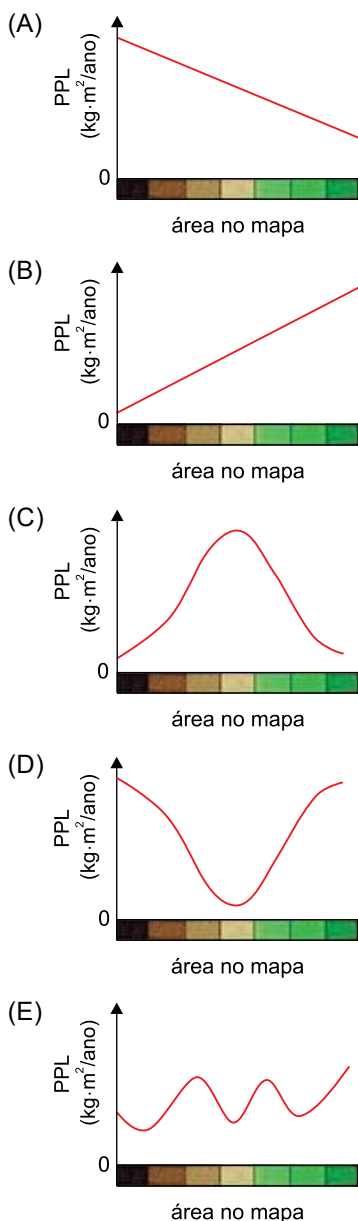 (A)
PPL
(kg·m²/ano)
0
área no mapa
(B)
PPL
(kg·m²/ano)
0
área no mapa
(C)
PPL
(kg·m²/ano)
0
área no mapa
(D)
PPL
(kg·m²/ano)
0
área no mapa
(E)
PPL
(kg·m²/ano)
0
área no mapa